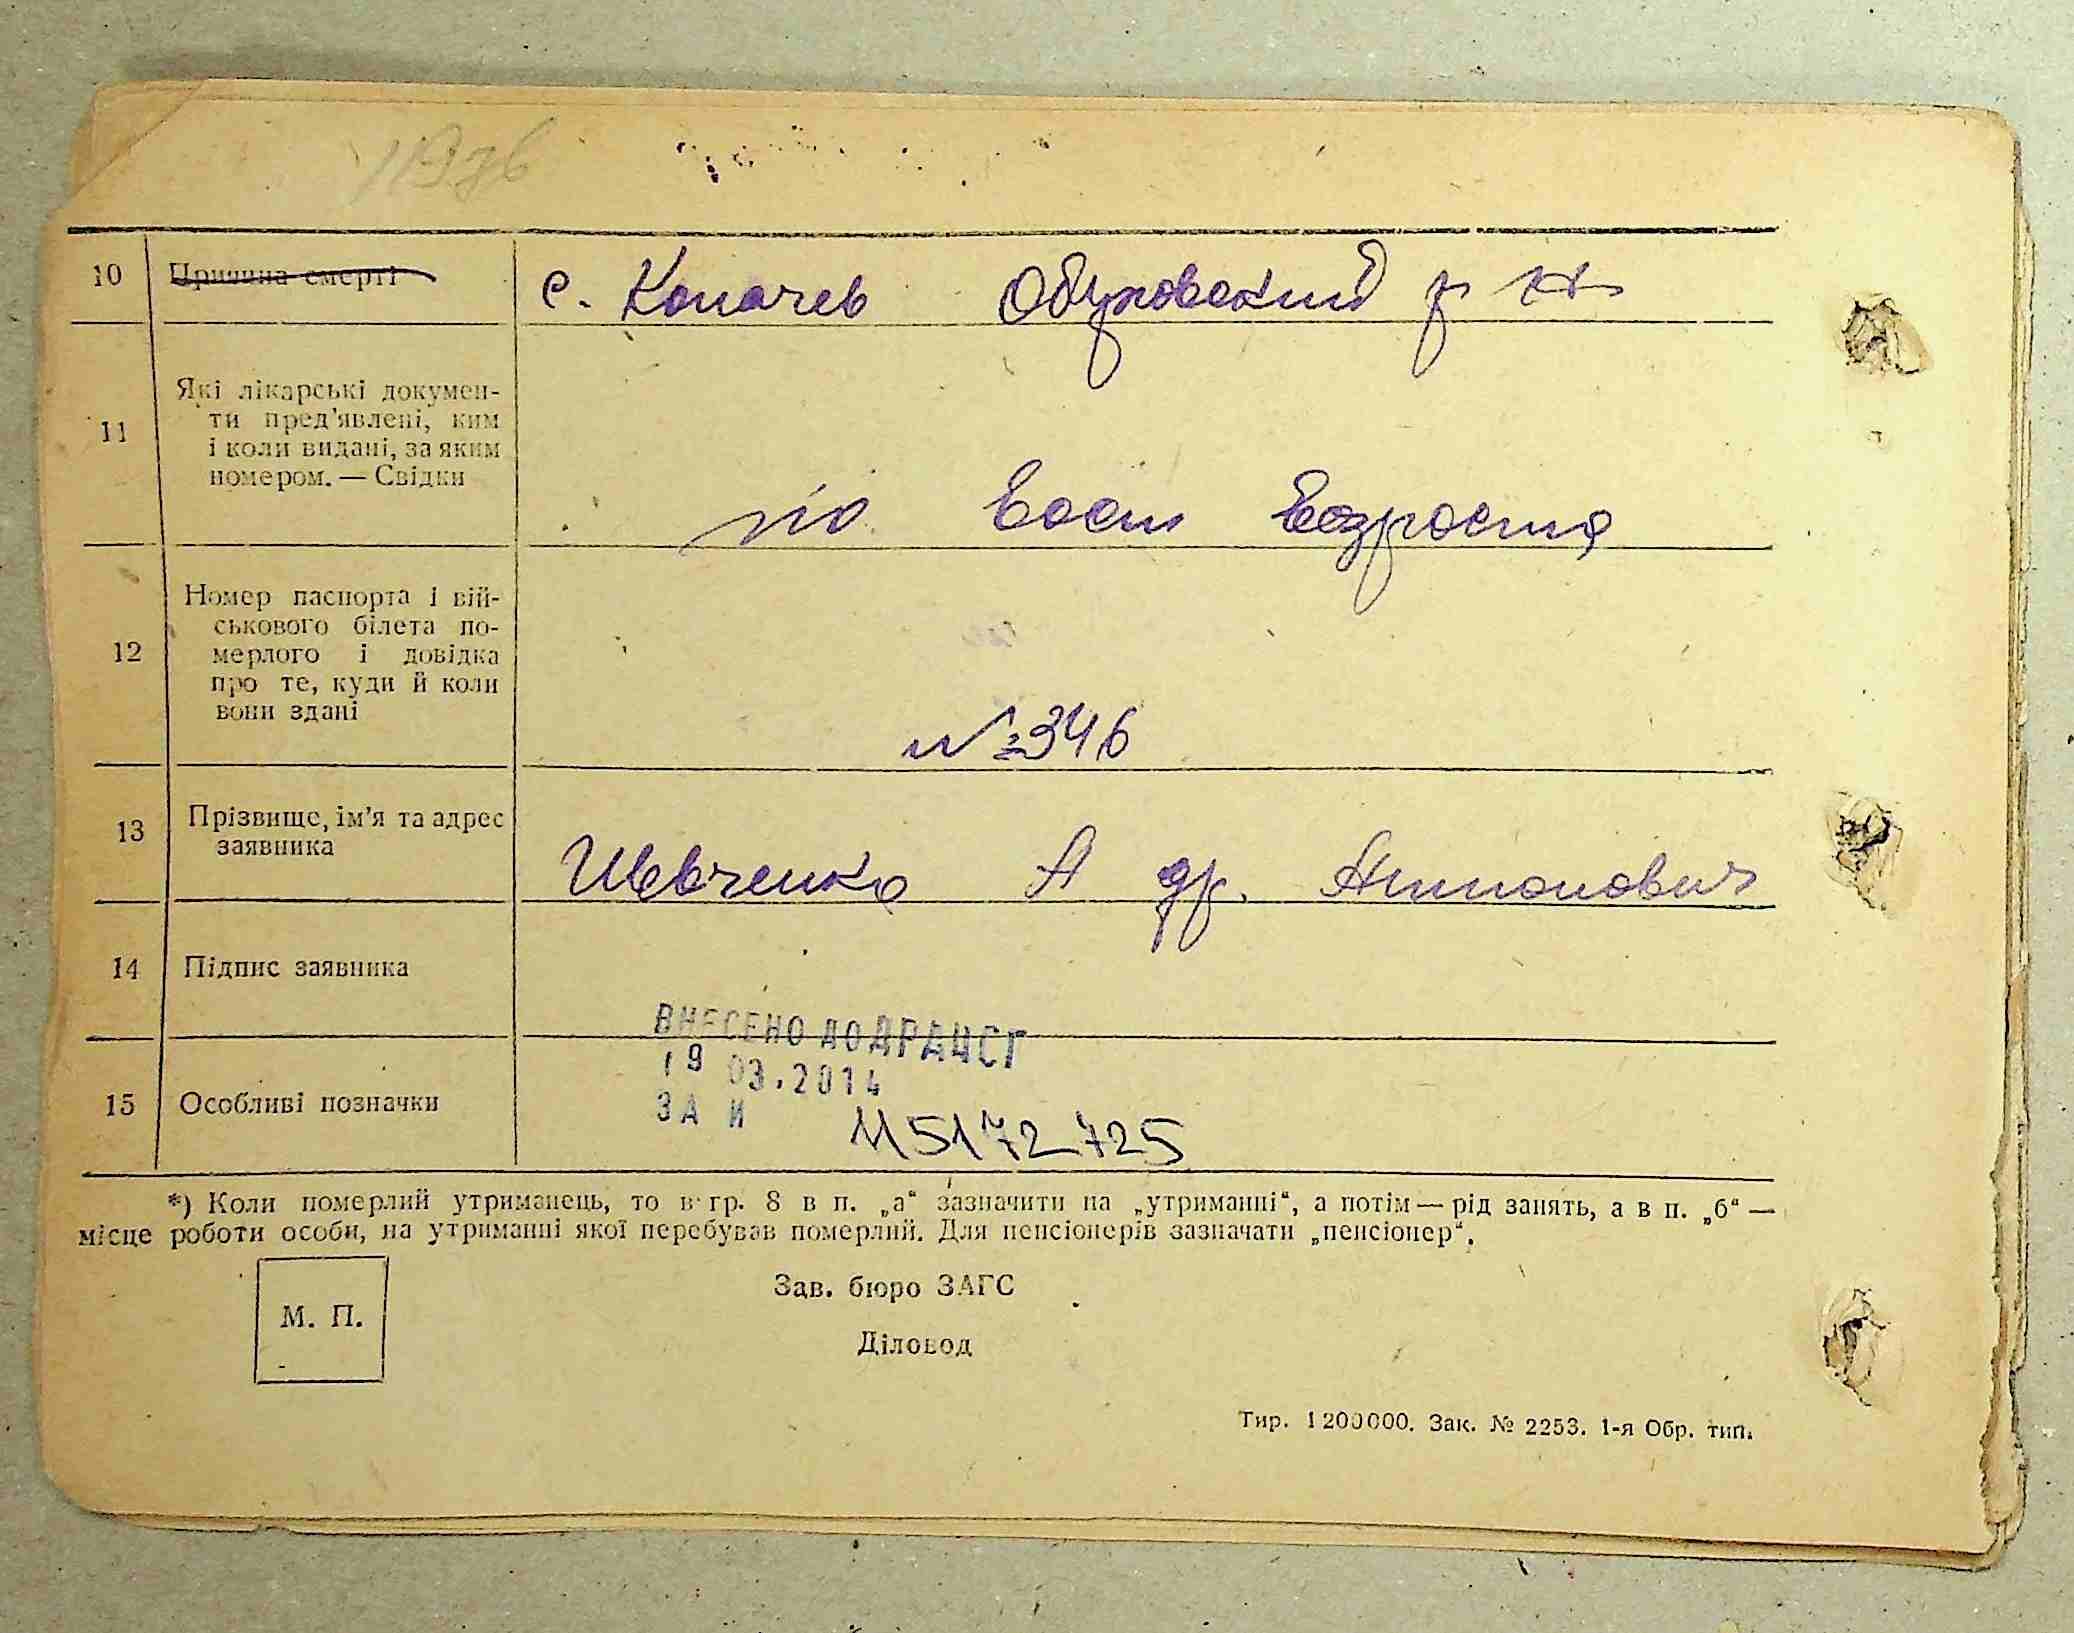 10 Причина смерті с. Копачев Обуховский р-н
11 Які лікарські докумен-
ти пред'явлені, ким
і коли видані, за яким
номером. — Свідки
по восст возроста
12 Номер паспорта і вій-
ськового білета по-
мерлого і довідка
про те, куди й коли
вони здані
№ 346
13 Прізвище, ім'я та адрес
заявника
Шевченко А др. Антонович
14 Підпис заявника
ВНЕСЕНО ДО ДРАЦСГ
19 03.2014
15 Особливі позначки
ЗА №
115172725
*) Коли померлий утриманець, то в гр. 8 в п. „а“ зазначити на „утриманні“, а потім — рід занять, а в п. „б“ —
місце роботи особи, на утриманні якої перебував померлий. Для пенсіонерів зазначати „пенсіонер“.
Зав. бюро ЗАГС
М. П.
Діловод
Тир. 1200000. Зак. № 2253. 1-я Обр. тип.